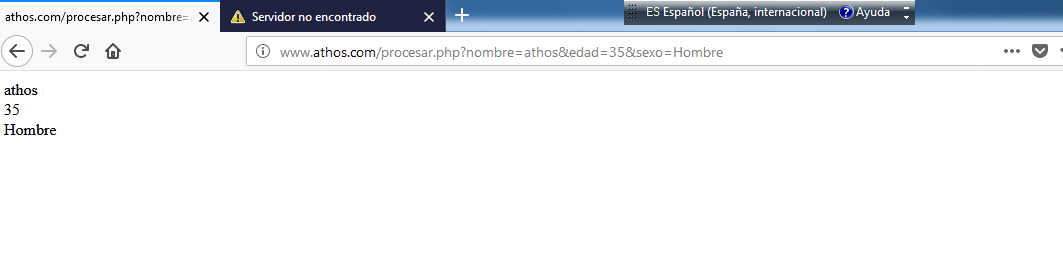 athos.com/procesar.php?nombre=a
Servidor no encontrado
ES Español (España, internacional)
Ayuda
www.athos.com/procesar.php?nombre=athos&edad=35&sexo=Hombre
athos
35
Hombre